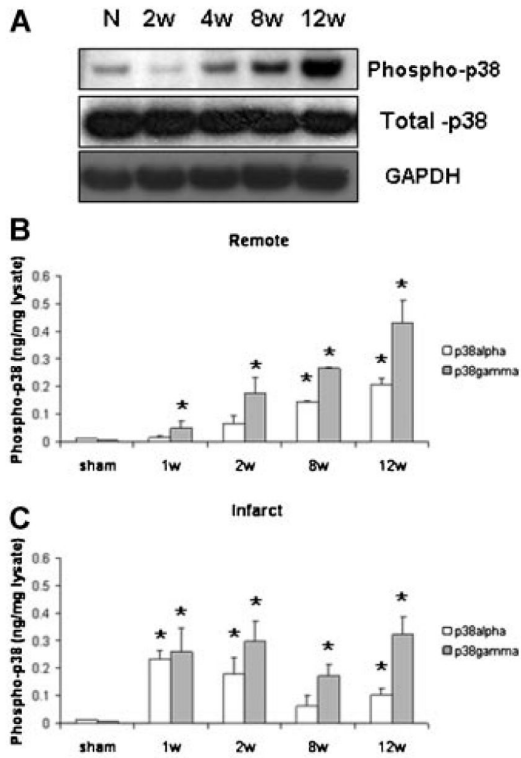 A
N 2w 4w 8w 12w
Phospho-p38
Total -p38
GAPDH
B
Remote
Phospho-p38 (ng/mg lysate)
0.6
0.5
0.4
0.3
0.2
0.1
0
*
*
*
*
*
*
sham 1w 2w 8w 12w
p38alpha
p38gamma
C
Infarct
Phospho-p38 (ng/mg lysate)
0.6
0.5
0.4
0.3
0.2
0.1
0
*
*
*
*
*
*
*
sham 1w 2w 8w 12w
p38alpha
p38gamma